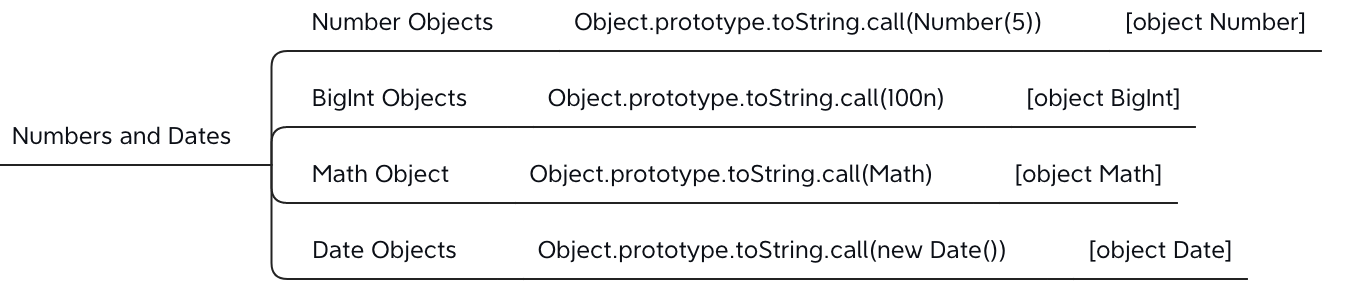 Number Objects Object.prototype.toString.call(Number(5)) [object Number]
BigInt Objects Object.prototype.toString.call(100n) [object BigInt]
Numbers and Dates
Math Object Object.prototype.toString.call(Math) [object Math]
Date Objects Object.prototype.toString.call(new Date()) [object Date]